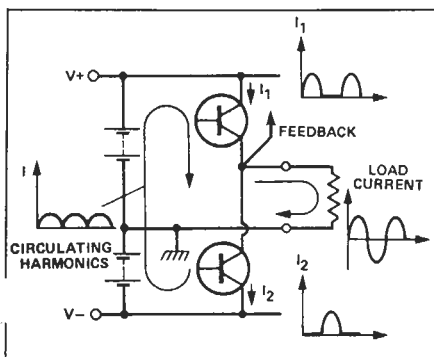 I₁
V+
I₁
FEEDBACK
LOAD
CURRENT
I
CIRCULATING
HARMONICS
I₂
I₂
V−